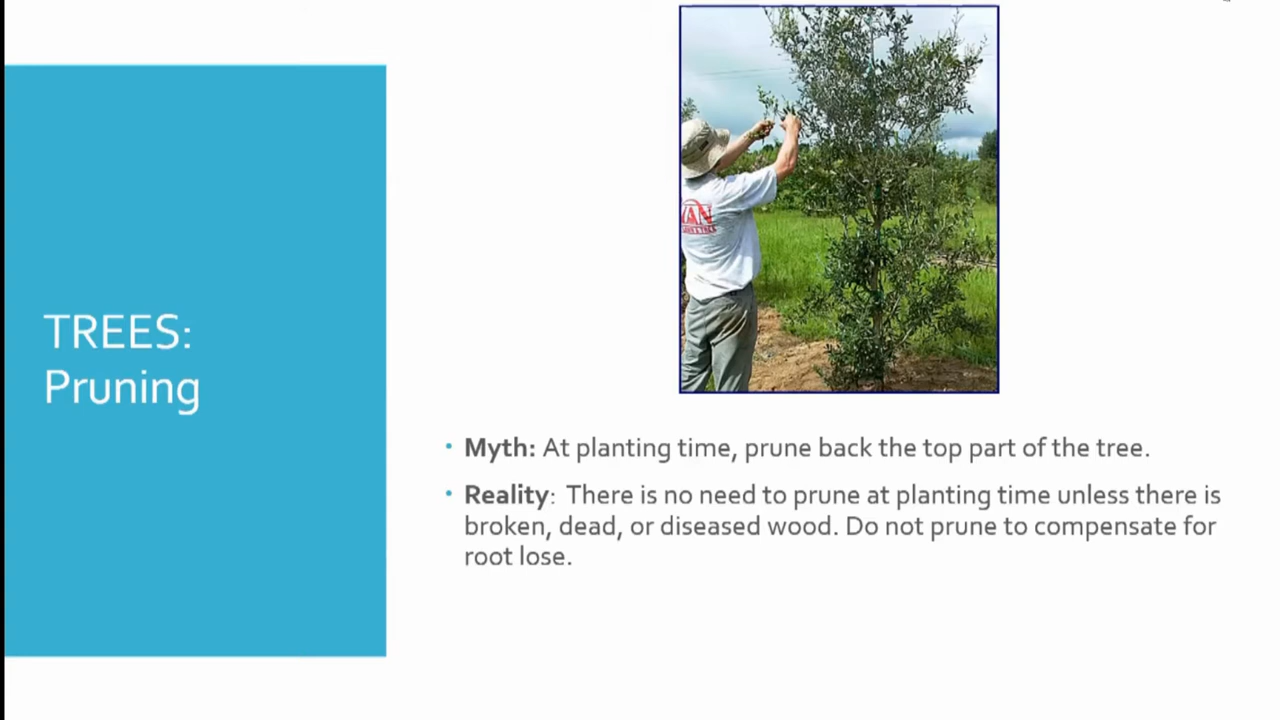 TREES:
Pruning
Myth: At planting time, prune back the top part of the tree.
Reality: There is no need to prune at planting time unless there is
broken, dead, or diseased wood. Do not prune to compensate for
root lose.